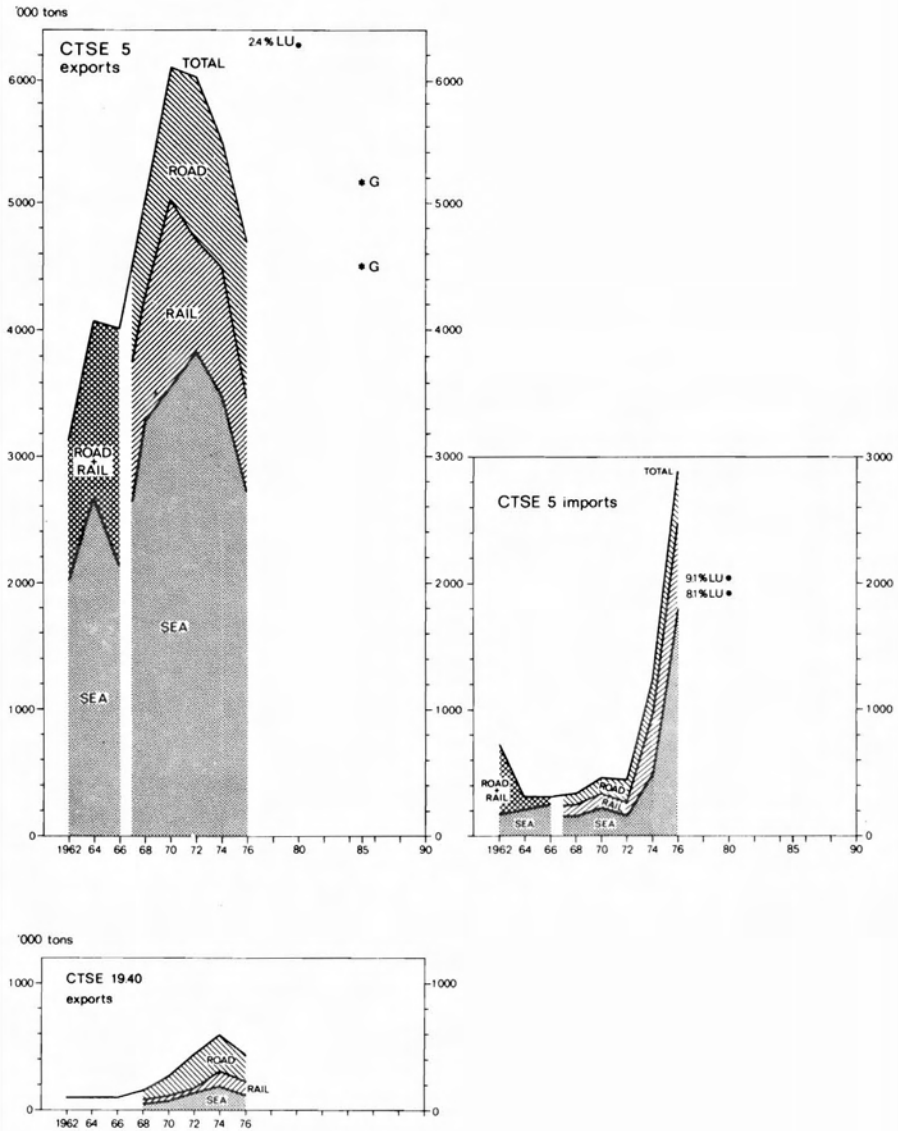 '000 tons
CTSE 5
exports
24% LU
TOTAL
6000
6000
ROAD
G
5000
5000
G
RAIL
4000
4000
ROAD
+
RAIL
3000
3000
SEA
2000
2000
SEA
1000
1000
0
0
1962 64 66 68 70 72 74 76 80 85 90
3000
TOTAL
CTSE 5 imports
91% LU
81% LU
2000
1000
ROAD
+
RAIL
ROAD
RAIL
SEA
SEA
0
1962 64 66 68 70 72 74 76 80 85 90
'000 tons
CTSE 19.40
exports
1000
1000
ROAD
RAIL
SEA
0
0
1962 64 66 68 70 72 74 76 80 85 90